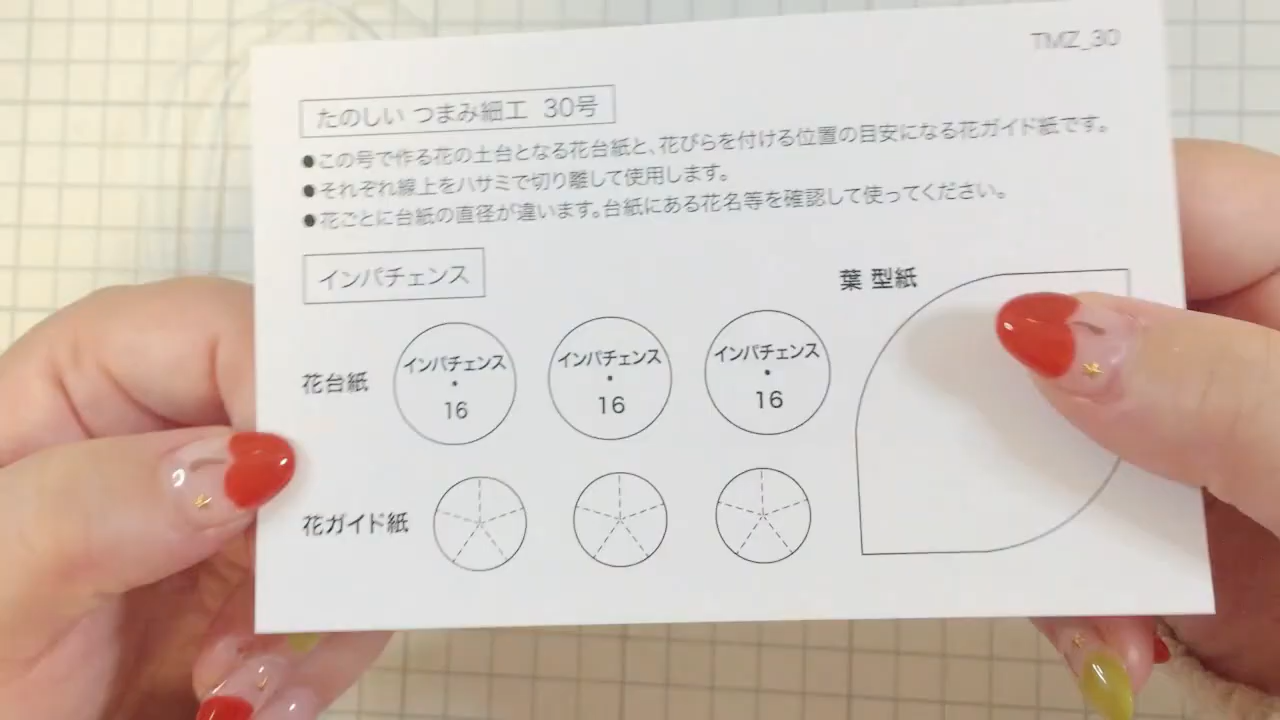 TMZ_30
たのしい つまみ細工 30号
●この号で作る花の土台となる花台紙と、花びらを付ける位置の目安になる花ガイド紙です。
●それぞれ線上をハサミで切り離して使用します。
●花ごとに台紙の直径が違います。台紙にある花名等を確認して使ってください。
インパチェンス
葉 型紙
花台紙
インパチェンス
・
16
インパチェンス
・
16
インパチェンス
・
16
花ガイド紙